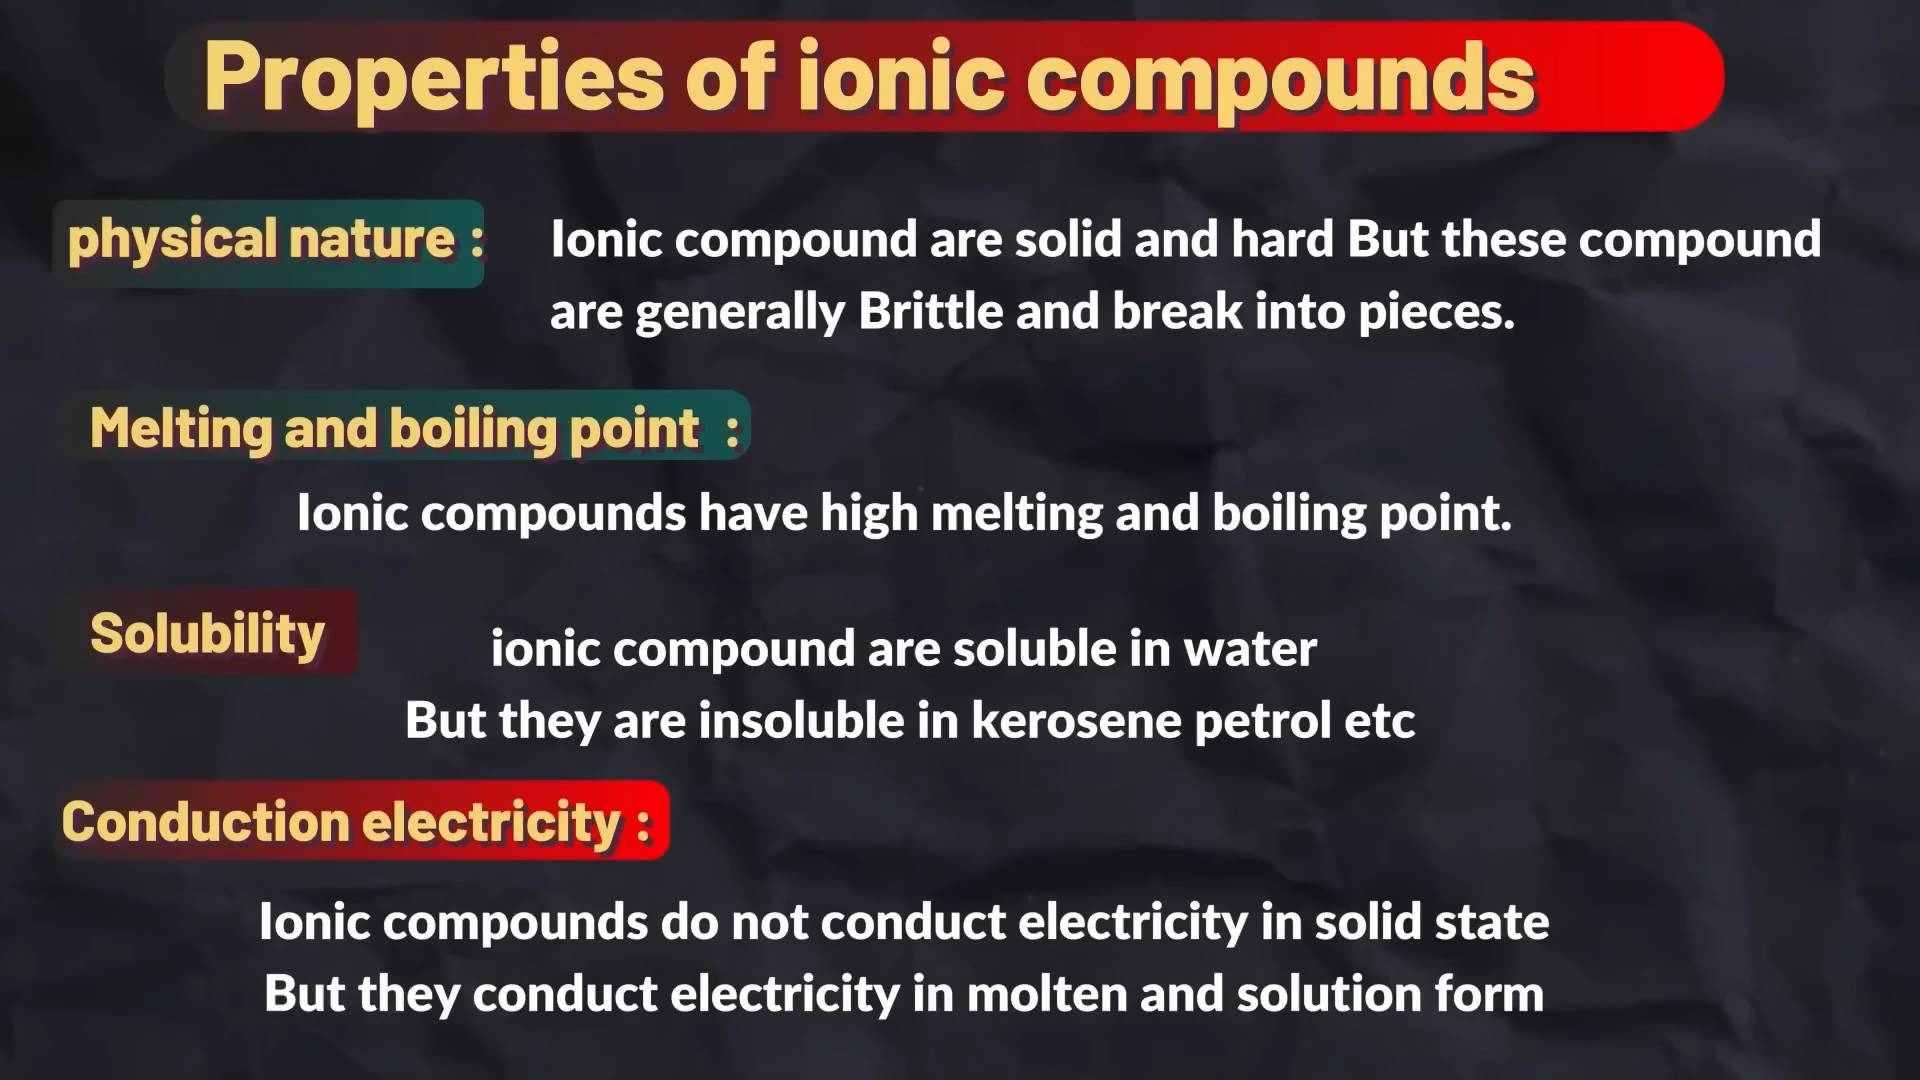 Properties of ionic compounds
physical nature :
Ionic compound are solid and hard But these compound
are generally Brittle and break into pieces.
Melting and boiling point :
Ionic compounds have high melting and boiling point.
Solubility
ionic compound are soluble in water
But they are insoluble in kerosene petrol etc
Conduction electricity :
Ionic compounds do not conduct electricity in solid state
But they conduct electricity in molten and solution form